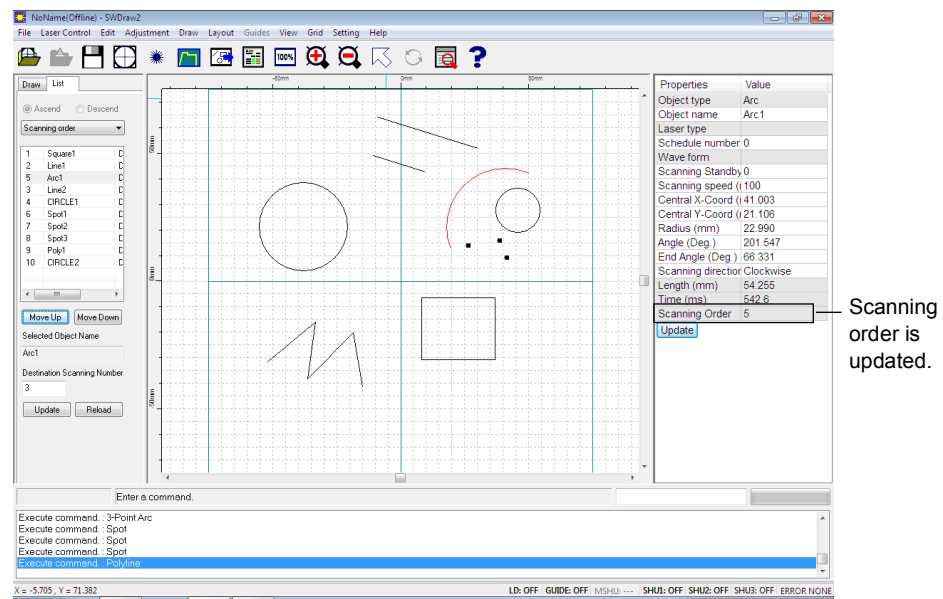 NoName(Offline) - SWDraw2
File Laser Control Edit Adjustment Draw Layout Guides View Grid Setting Help
100%
Draw List
Ascend Descend
Scanning order
1 Square1 D
2 Line1 D
5 Arc1 D
3 Line2 D
4 CIRCLE1 D
6 Spot1 D
7 Spot2 D
8 Spot3 D
9 Poly1 D
10 CIRCLE2 D
Move Up Move Down
Selected Object Name
Arc1
Destination Scanning Number
3
Update Reload
-50mm 0mm 50mm
50mm
0mm
-50mm
Properties Value
Object type Arc
Object name Arc1
Laser type
Schedule number 0
Wave form
Scanning Standby 0
Scanning speed ( 100
Central X-Coord ( 41.003
Central Y-Coord ( 21.106
Radius (mm) 22.990
Angle (Deg.) 201.547
End Angle (Deg.) 66.331
Scanning direction Clockwise
Length (mm) 54.255
Time (ms) 542.6
Scanning Order 5
Update
Scanning
order is
updated.
Enter a command.
Execute command. : 3-Point Arc
Execute command. : Spot
Execute command. : Spot
Execute command. : Spot
Execute command. : Polyline
X = -5.705 , Y = 71.382
LD: OFF GUIDE: OFF MSHU: --- SHU1: OFF SHU2: OFF SHU3: OFF ERROR NONE